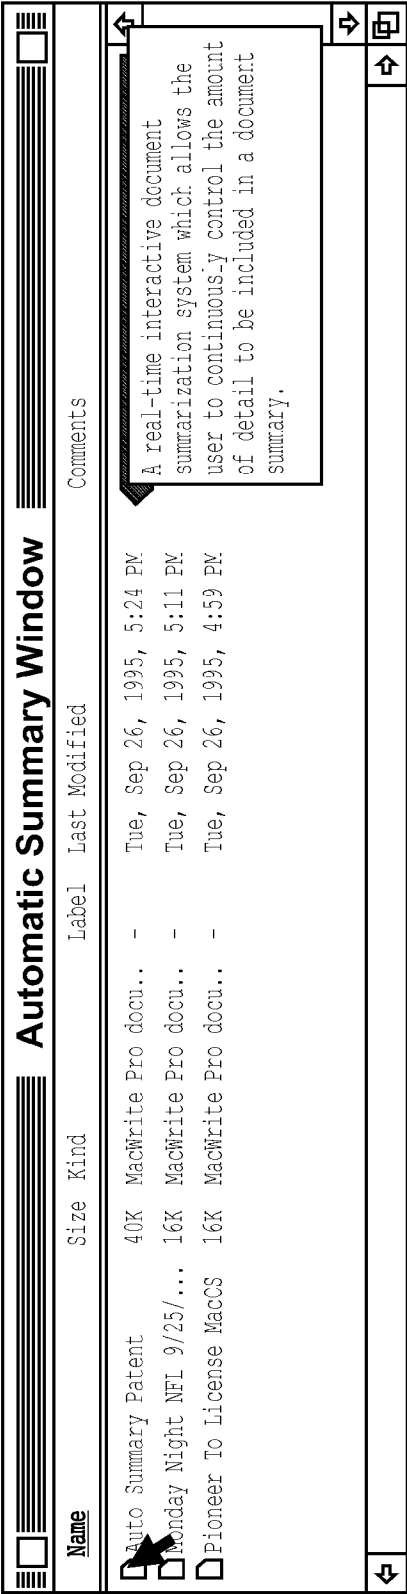 Automatic Summary Window
Name Size Kind Label Last Modified Comments
Auto Summary Patent 40K MacWrite Pro docu.. - Tue, Sep 26, 1995, 5:24 PM
Monday Night NFL 9/25/... 16K MacWrite Pro docu.. - Tue, Sep 26, 1995, 5:11 PM
Pioneer To License MacOS 16K MacWrite Pro docu.. - Tue, Sep 26, 1995, 4:59 PM
A real-time interactive document
summarization system which allows the
user to continuously control the amount
of detail to be included in a document
summary.